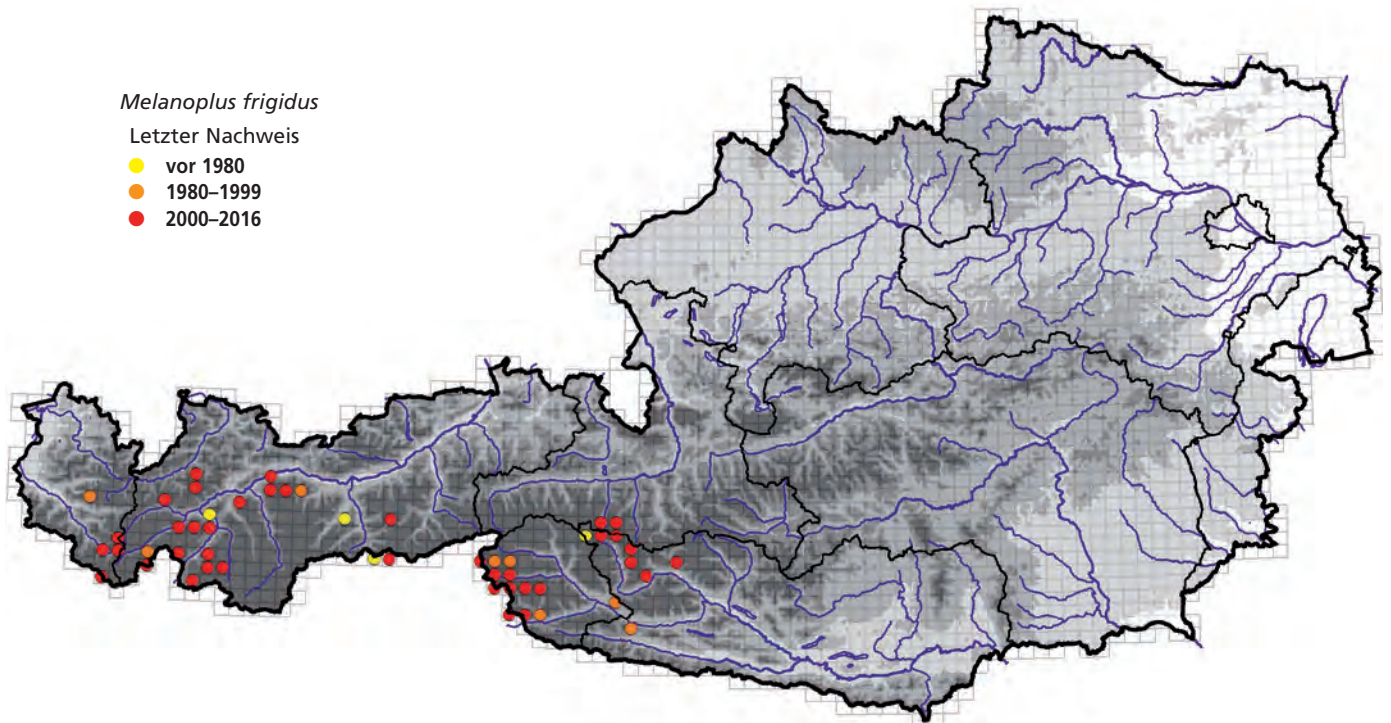 Melanoplus frigidus
Letzter Nachweis
vor 1980
1980–1999
2000–2016